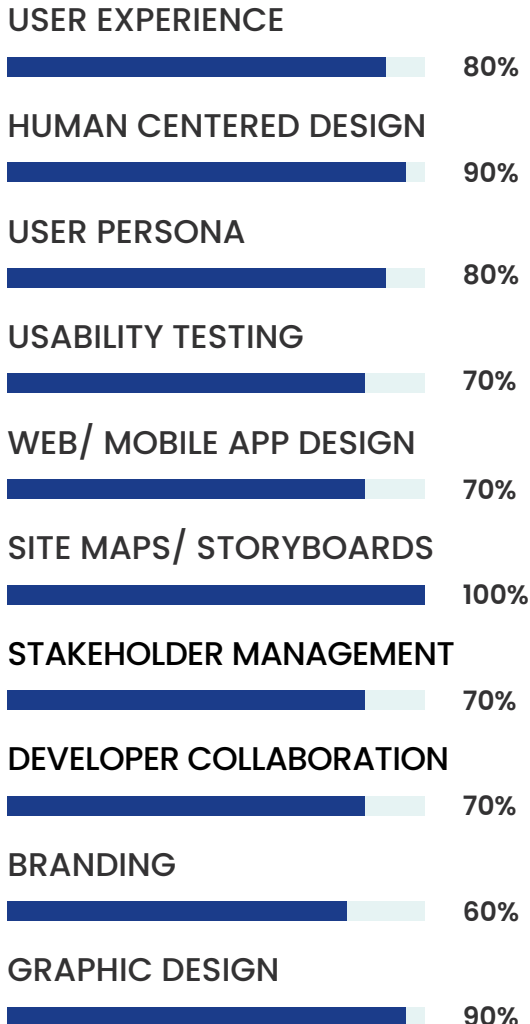 USER EXPERIENCE
80%
HUMAN CENTERED DESIGN
90%
USER PERSONA
80%
USABILITY TESTING
70%
WEB/ MOBILE APP DESIGN
70%
SITE MAPS/ STORYBOARDS
100%
STAKEHOLDER MANAGEMENT
70%
DEVELOPER COLLABORATION
70%
BRANDING
60%
GRAPHIC DESIGN
90%